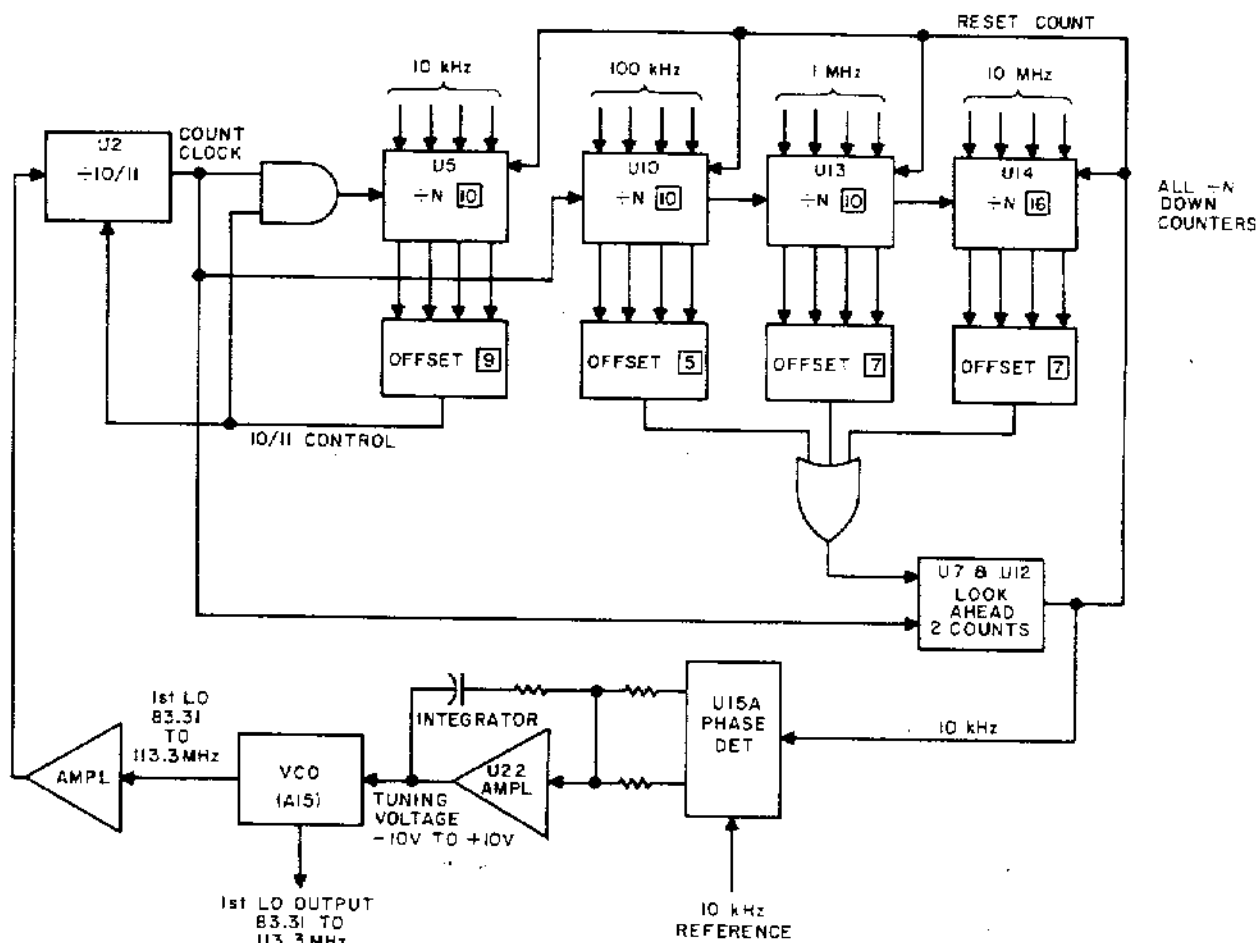 RESET COUNT
10 kHz
100 kHz
1 MHz
10 MHz
U2
÷10/11
COUNT
CLOCK
U5
÷N 10
U10
÷N 10
U13
÷N 10
U14
÷N 16
ALL ÷N
DOWN
COUNTERS
OFFSET 9
OFFSET 5
OFFSET 7
OFFSET 7
10/11 CONTROL
U7 & U12
LOOK
AHEAD
2 COUNTS
1st LO
83.31
TO
113.3MHz
INTEGRATOR
U15A
PHASE
DET
10 kHz
AMPL
VCO
(A15)
U22
AMPL
TUNING
VOLTAGE
-10V TO +10V
1st LO OUTPUT
83.31 TO
113.3MHz
10 kHz
REFERENCE